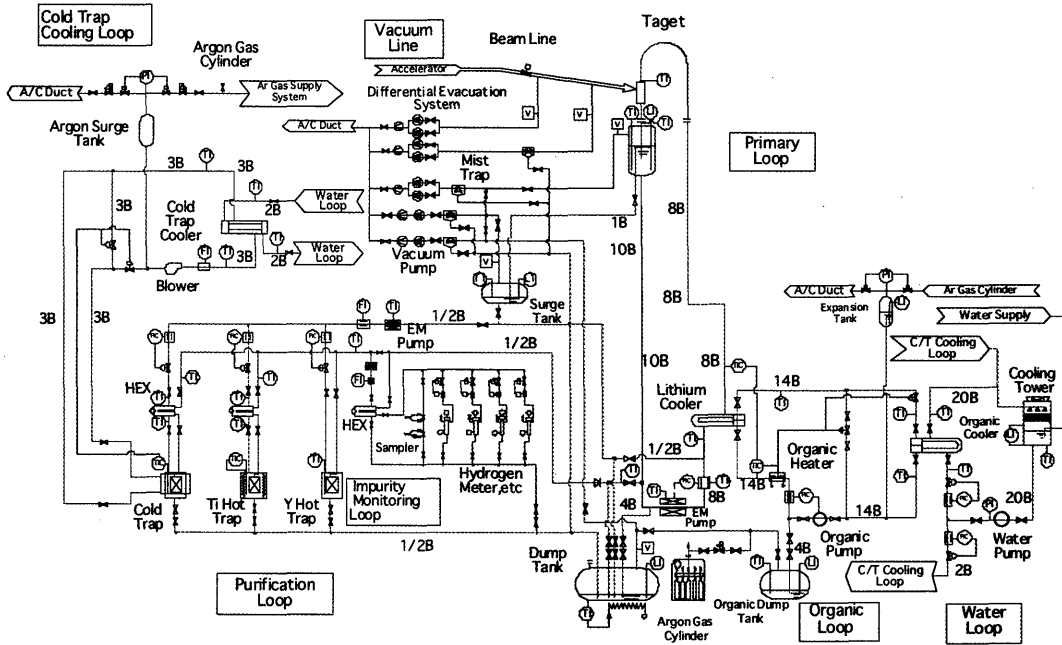 Cold Trap
Cooling Loop
Argon Gas
Cylinder
Vacuum
Line
Beam Line
Taget
Accelerator
PI
A/C Duct
Ar Gas Supply
System
Differential Evacuation
System
A/C Duct
Argon Surge
Tank
Primary
Loop
Mist
Trap
3B
3B
3B
Water
Loop
2B
Cold
Trap
Cooler
1B
8B
10B
Water
Loop
2B
3B
Blower
Vacuum
Pump
Surge
Tank
3B
3B
8B
A/C Duct
Ar Gas Cylinder
Expansion
Tank
Water Supply
EM
Pump
1/2B
1/2B
C/T Cooling
Loop
10B
8B
Cooling
Tower
Lithium
Cooler
14B
20B
Organic
Cooler
HEX
HEX
Sampler
1/2B
Organic
Heater
Hydrogen
Meter,etc
Impurity
Monitoring
Loop
Cold
Trap
Ti Hot
Trap
Y Hot
Trap
4B
8B
14B
EM
Pump
14B
20B
Organic
Pump
Water
Pump
1/2B
Dump
Tank
4B
C/T Cooling
Loop
2B
Purification
Loop
Argon Gas
Cylinder
Organic Dump
Tank
Organic
Loop
Water
Loop